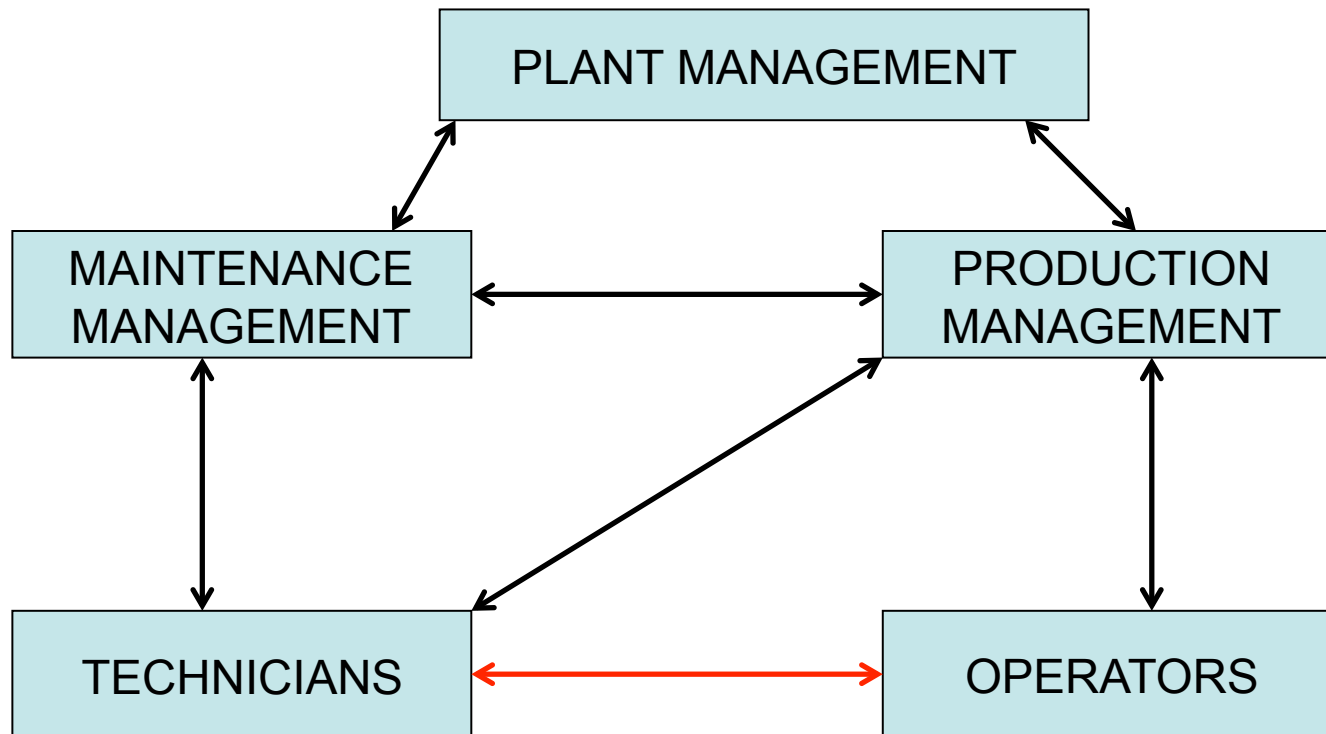 PLANT MANAGEMENT
MAINTENANCE
MANAGEMENT
PRODUCTION
MANAGEMENT
TECHNICIANS
OPERATORS